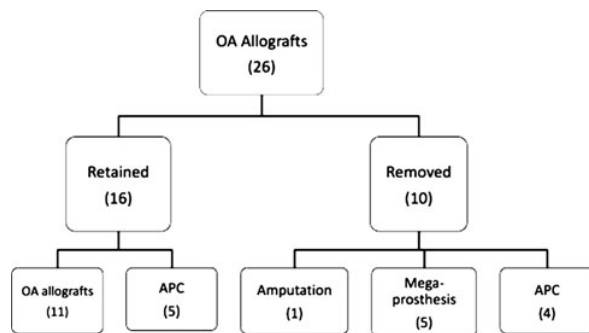 OA Allografts
(26)
Retained
(16)
Removed
(10)
OA allografts
(11)
APC
(5)
Amputation
(1)
Mega-
prosthesis
(5)
APC
(4)